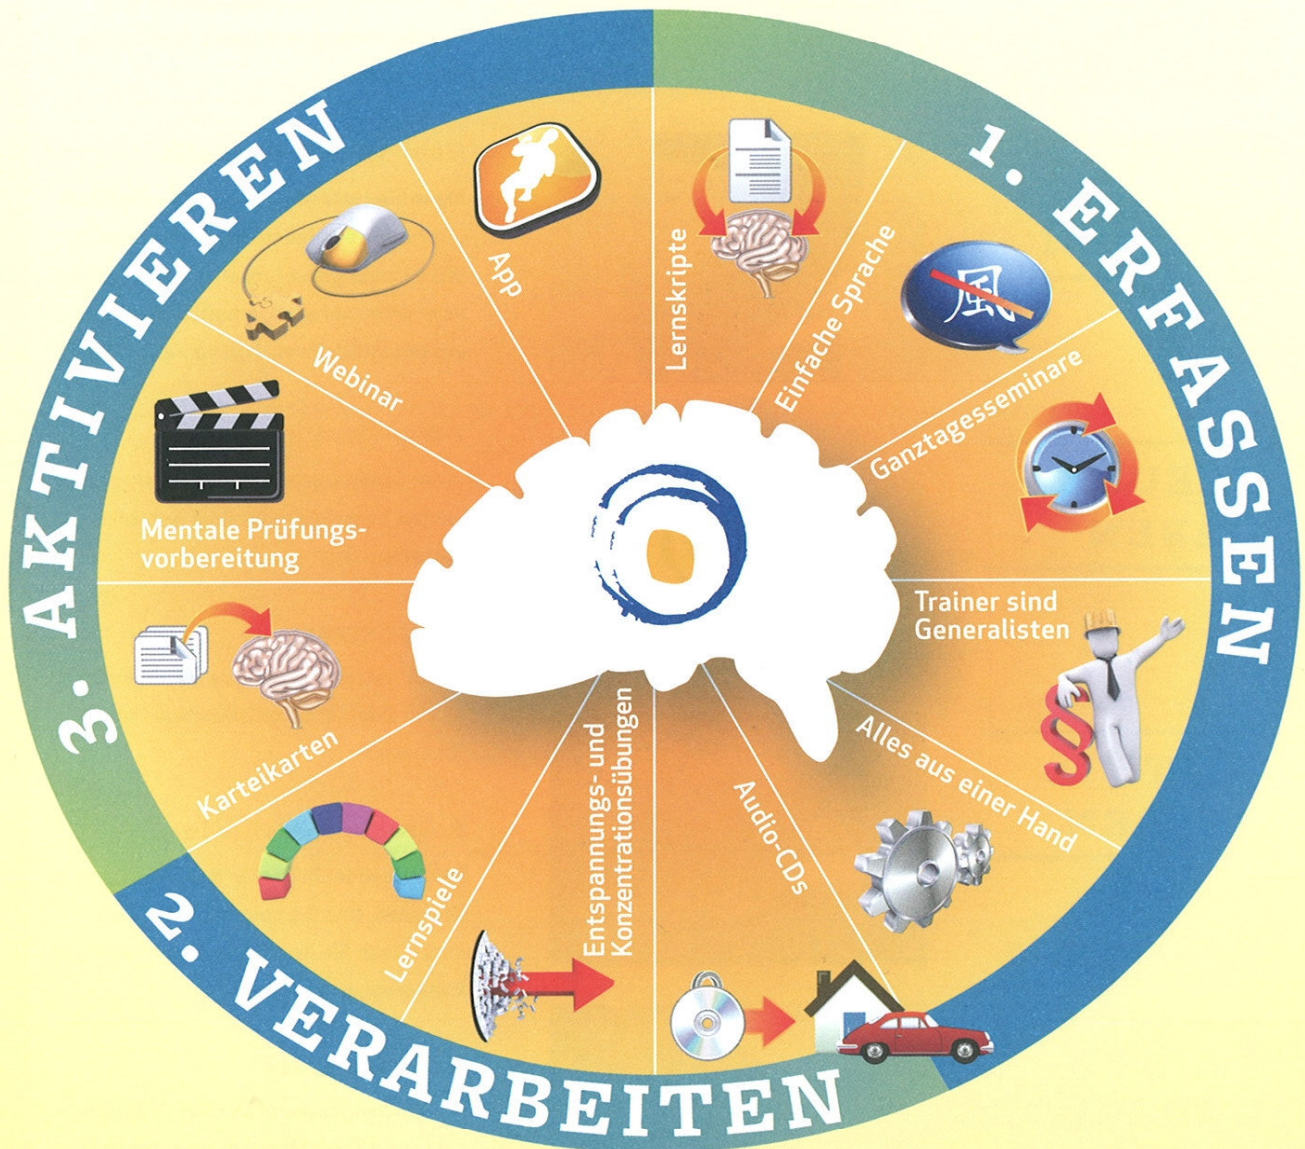 1. ERFASSEN
Lernskripte
Einfache Sprache
風
Ganztagesseminare
Trainer sind
Generalisten
§
Alles aus einer Hand
2. VERARBEITEN
Audio-CDs
Entspannungs- und
Konzentrationsübungen
Lernspiele
3. AKTIVIEREN
Karteikarten
Mentale Prüfungs-
vorbereitung
Webinar
App